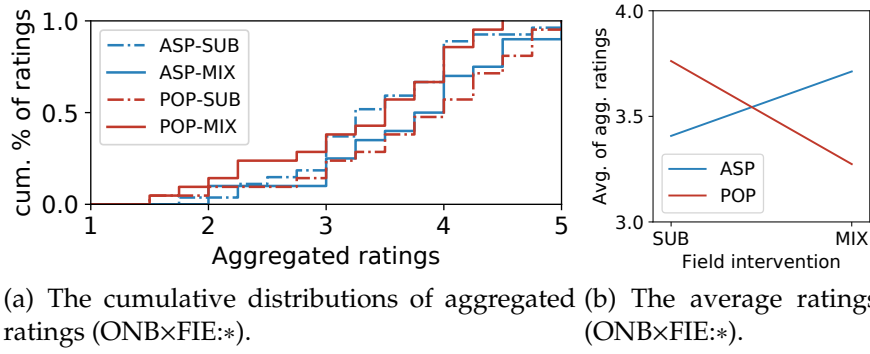 cum. % of ratings
1.0
0.5
0.0
ASP-SUB
ASP-MIX
POP-SUB
POP-MIX
1 2 3 4 5
Aggregated ratings
Avg. of agg. ratings
4.0
3.5
3.0
ASP
POP
SUB MIX
Field intervention
(a) The cumulative distributions of aggregated
ratings (ONB×FIE:*).
(b) The average ratings
(ONB×FIE:*).